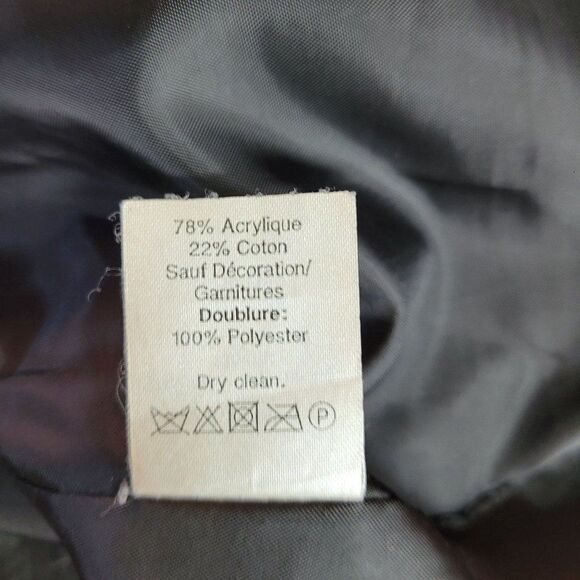 78% Acrylique
22% Coton
Sauf Décoration/
Garnitures
Doublure:
100% Polyester
Dry clean.
P